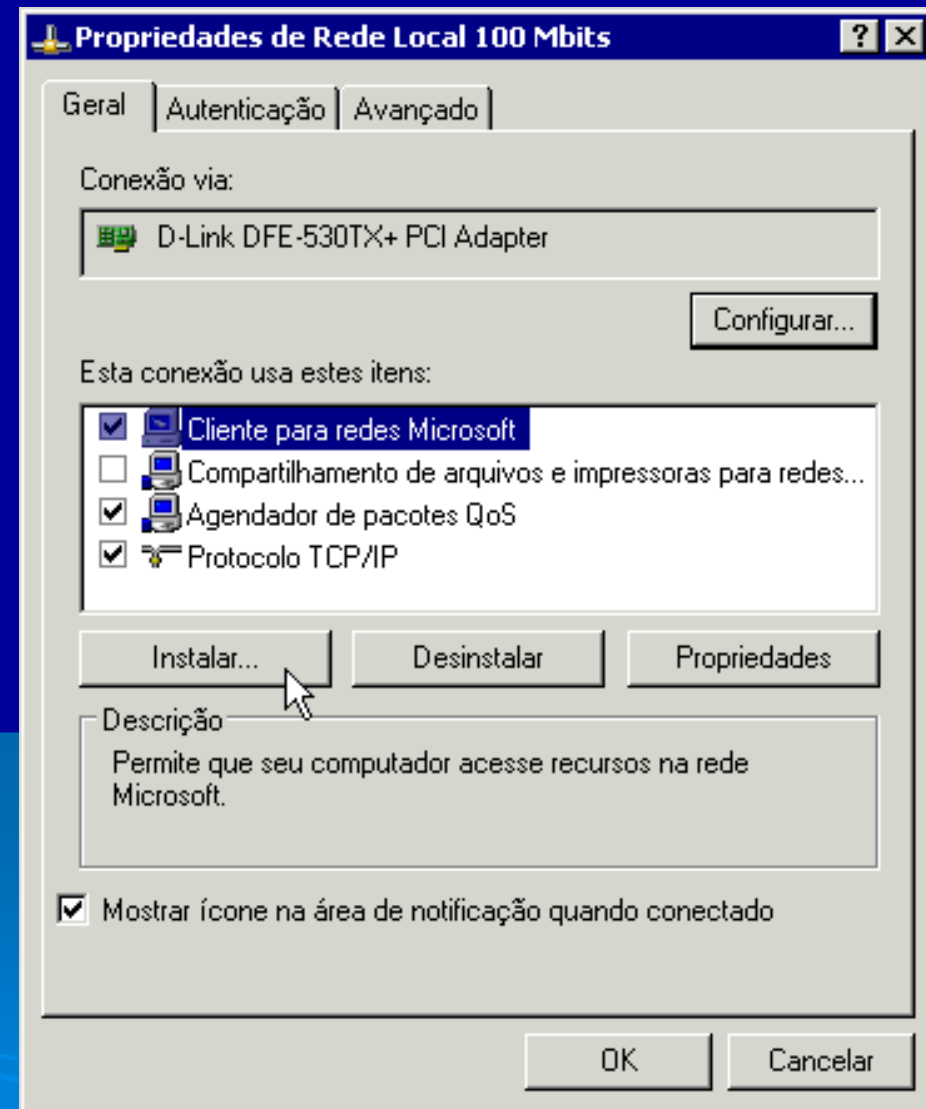 Propriedades de Rede Local 100 Mbits
Geral Autenticação Avançado
Conexão via:
D-Link DFE-530TX+ PCI Adapter
Configurar...
Esta conexão usa estes itens:
Cliente para redes Microsoft
Compartilhamento de arquivos e impressoras para redes...
Agendador de pacotes QoS
Protocolo TCP/IP
Instalar... Desinstalar Propriedades
Descrição
Permite que seu computador acesse recursos na rede
Microsoft.
Mostrar ícone na área de notificação quando conectado
OK Cancelar